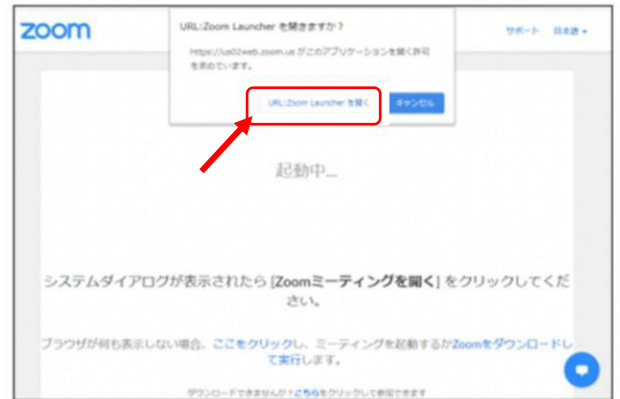 zoom
URL:Zoom Launcher を開きますか?
サポート 日本語
https://us02web.zoom.us がこのアプリケーションを開く許可
を求めています。
URL:Zoom Launcher を開く キャンセル
起動中...
システムダイアログが表示されたら [Zoomミーティングを開く] をクリックしてくだ
さい。
ブラウザが何も表示しない場合、ここをクリックし、ミーティングを起動するかZoomをダウンロードし
て実行します。
ダウンロードできませんか?こちらをクリックして参加できます